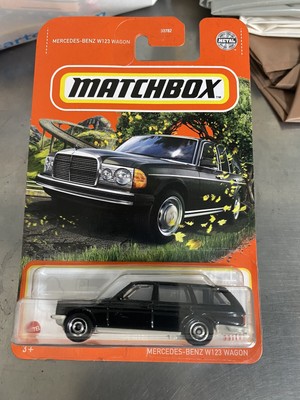 MERCEDES-BENZ W123 WAGON
METAL
MATCHBOX
3+
MERCEDES-BENZ W123 WAGON